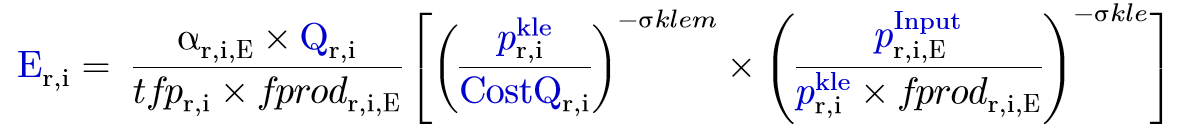 E_{r,i} = \frac{α_{r,i,E} × Q_{r,i}}{tfp_{r,i} × fprod_{r,i,E}} \left[ \left( \frac{p^{kle}_{r,i}}{CostQ_{r,i}} \right)^{-σklem} × \left( \frac{p^{Input}_{r,i,E}}{p^{kle}_{r,i} × fprod_{r,i,E}} \right)^{-σkle} \right]